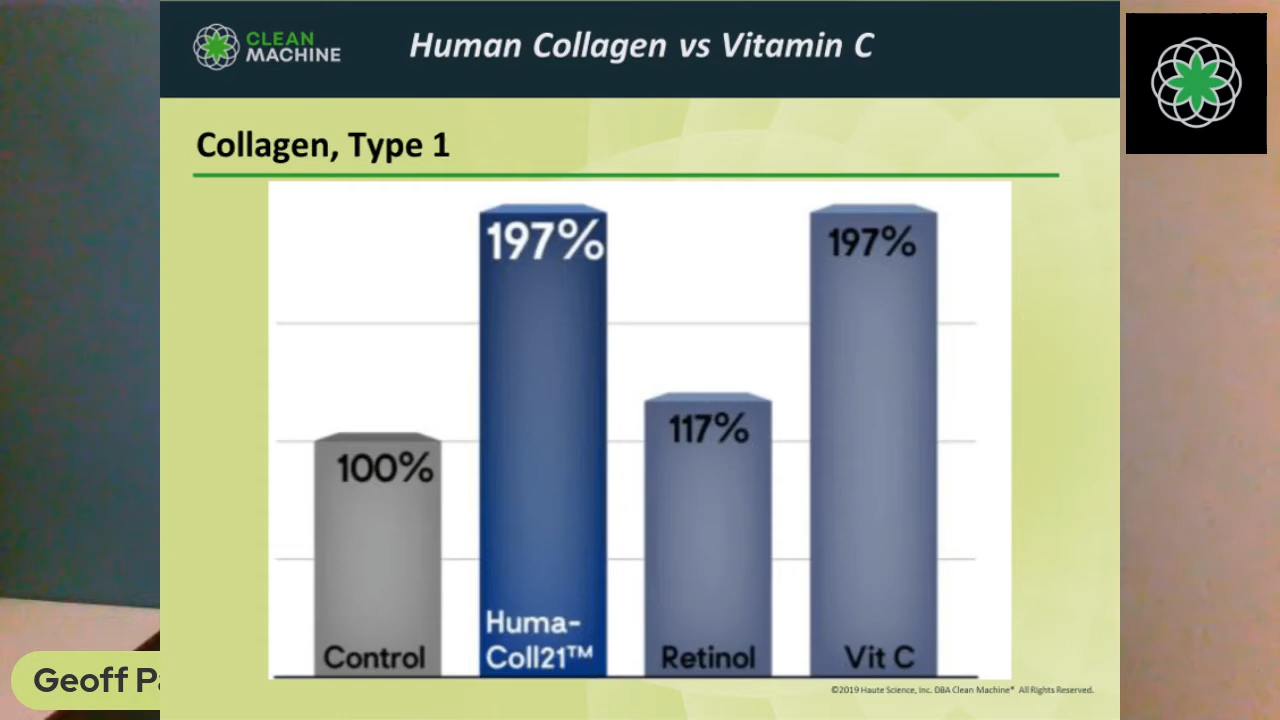 CLEAN
MACHINE
Human Collagen vs Vitamin C
Collagen, Type 1
197%
197%
117%
100%
Huma-
Coll21™
Control
Retinol
Vit C
Geoff Pa
©2019 Haute Science, Inc. DBA Clean Machine® All Rights Reserved.